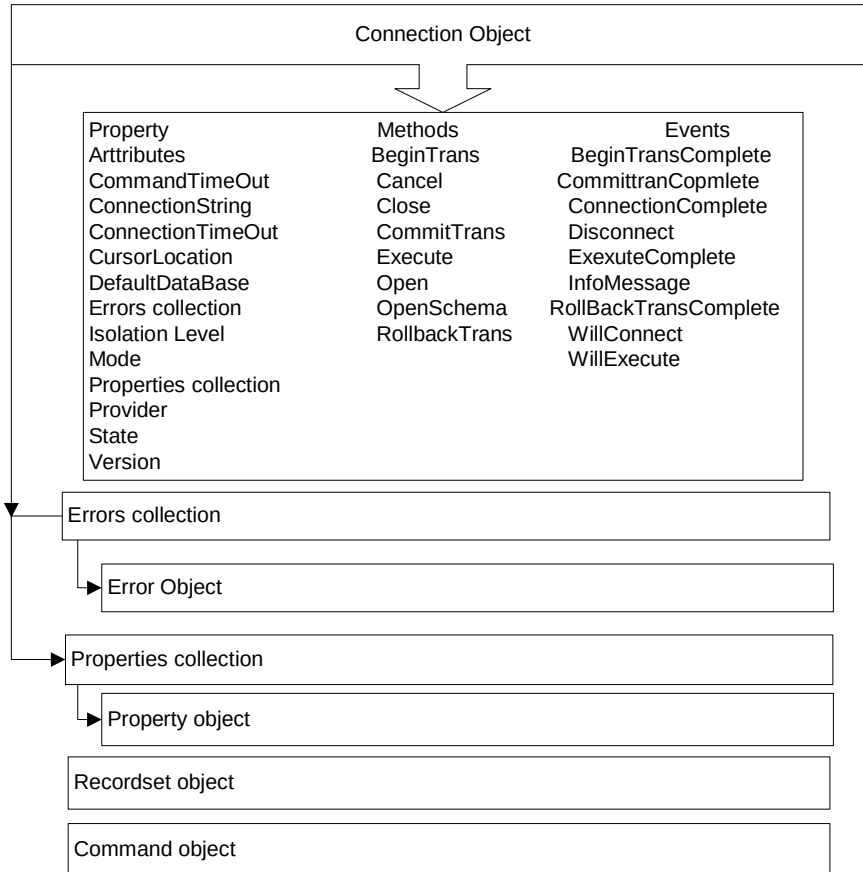 Connection Object
Property Methods Events
Arttributes BeginTrans BeginTransComplete
CommandTimeOut Cancel CommittranCopmlete
ConnectionString Close ConnectionComplete
ConnectionTimeOut CommitTrans Disconnect
CursorLocation Execute ExexuteComplete
DefaultDataBase Open InfoMessage
Errors collection OpenSchema RollBackTransComplete
Isolation Level RollbackTrans WillConnect
Mode WillExecute
Properties collection
Provider
State
Version
Errors collection
Error Object
Properties collection
Property object
Recordset object
Command object